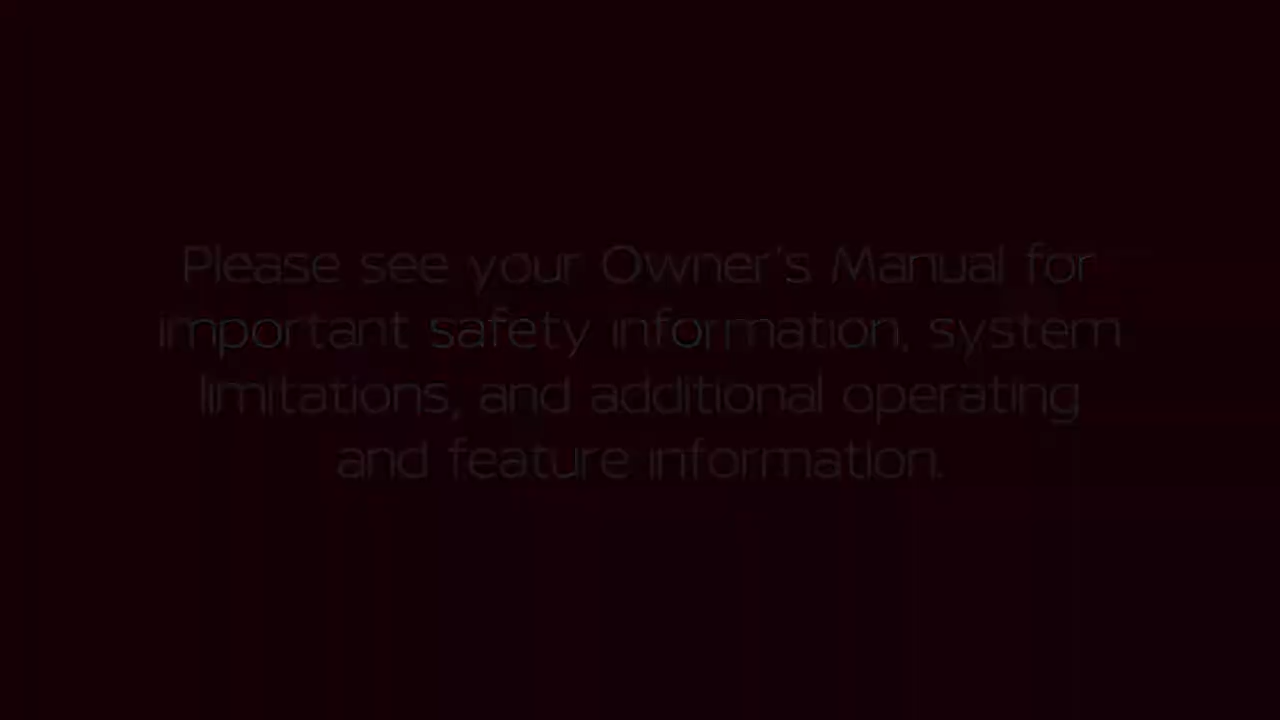 Please see your Owner's Manual for
important safety information, system
limitations, and additional operating
and feature information.